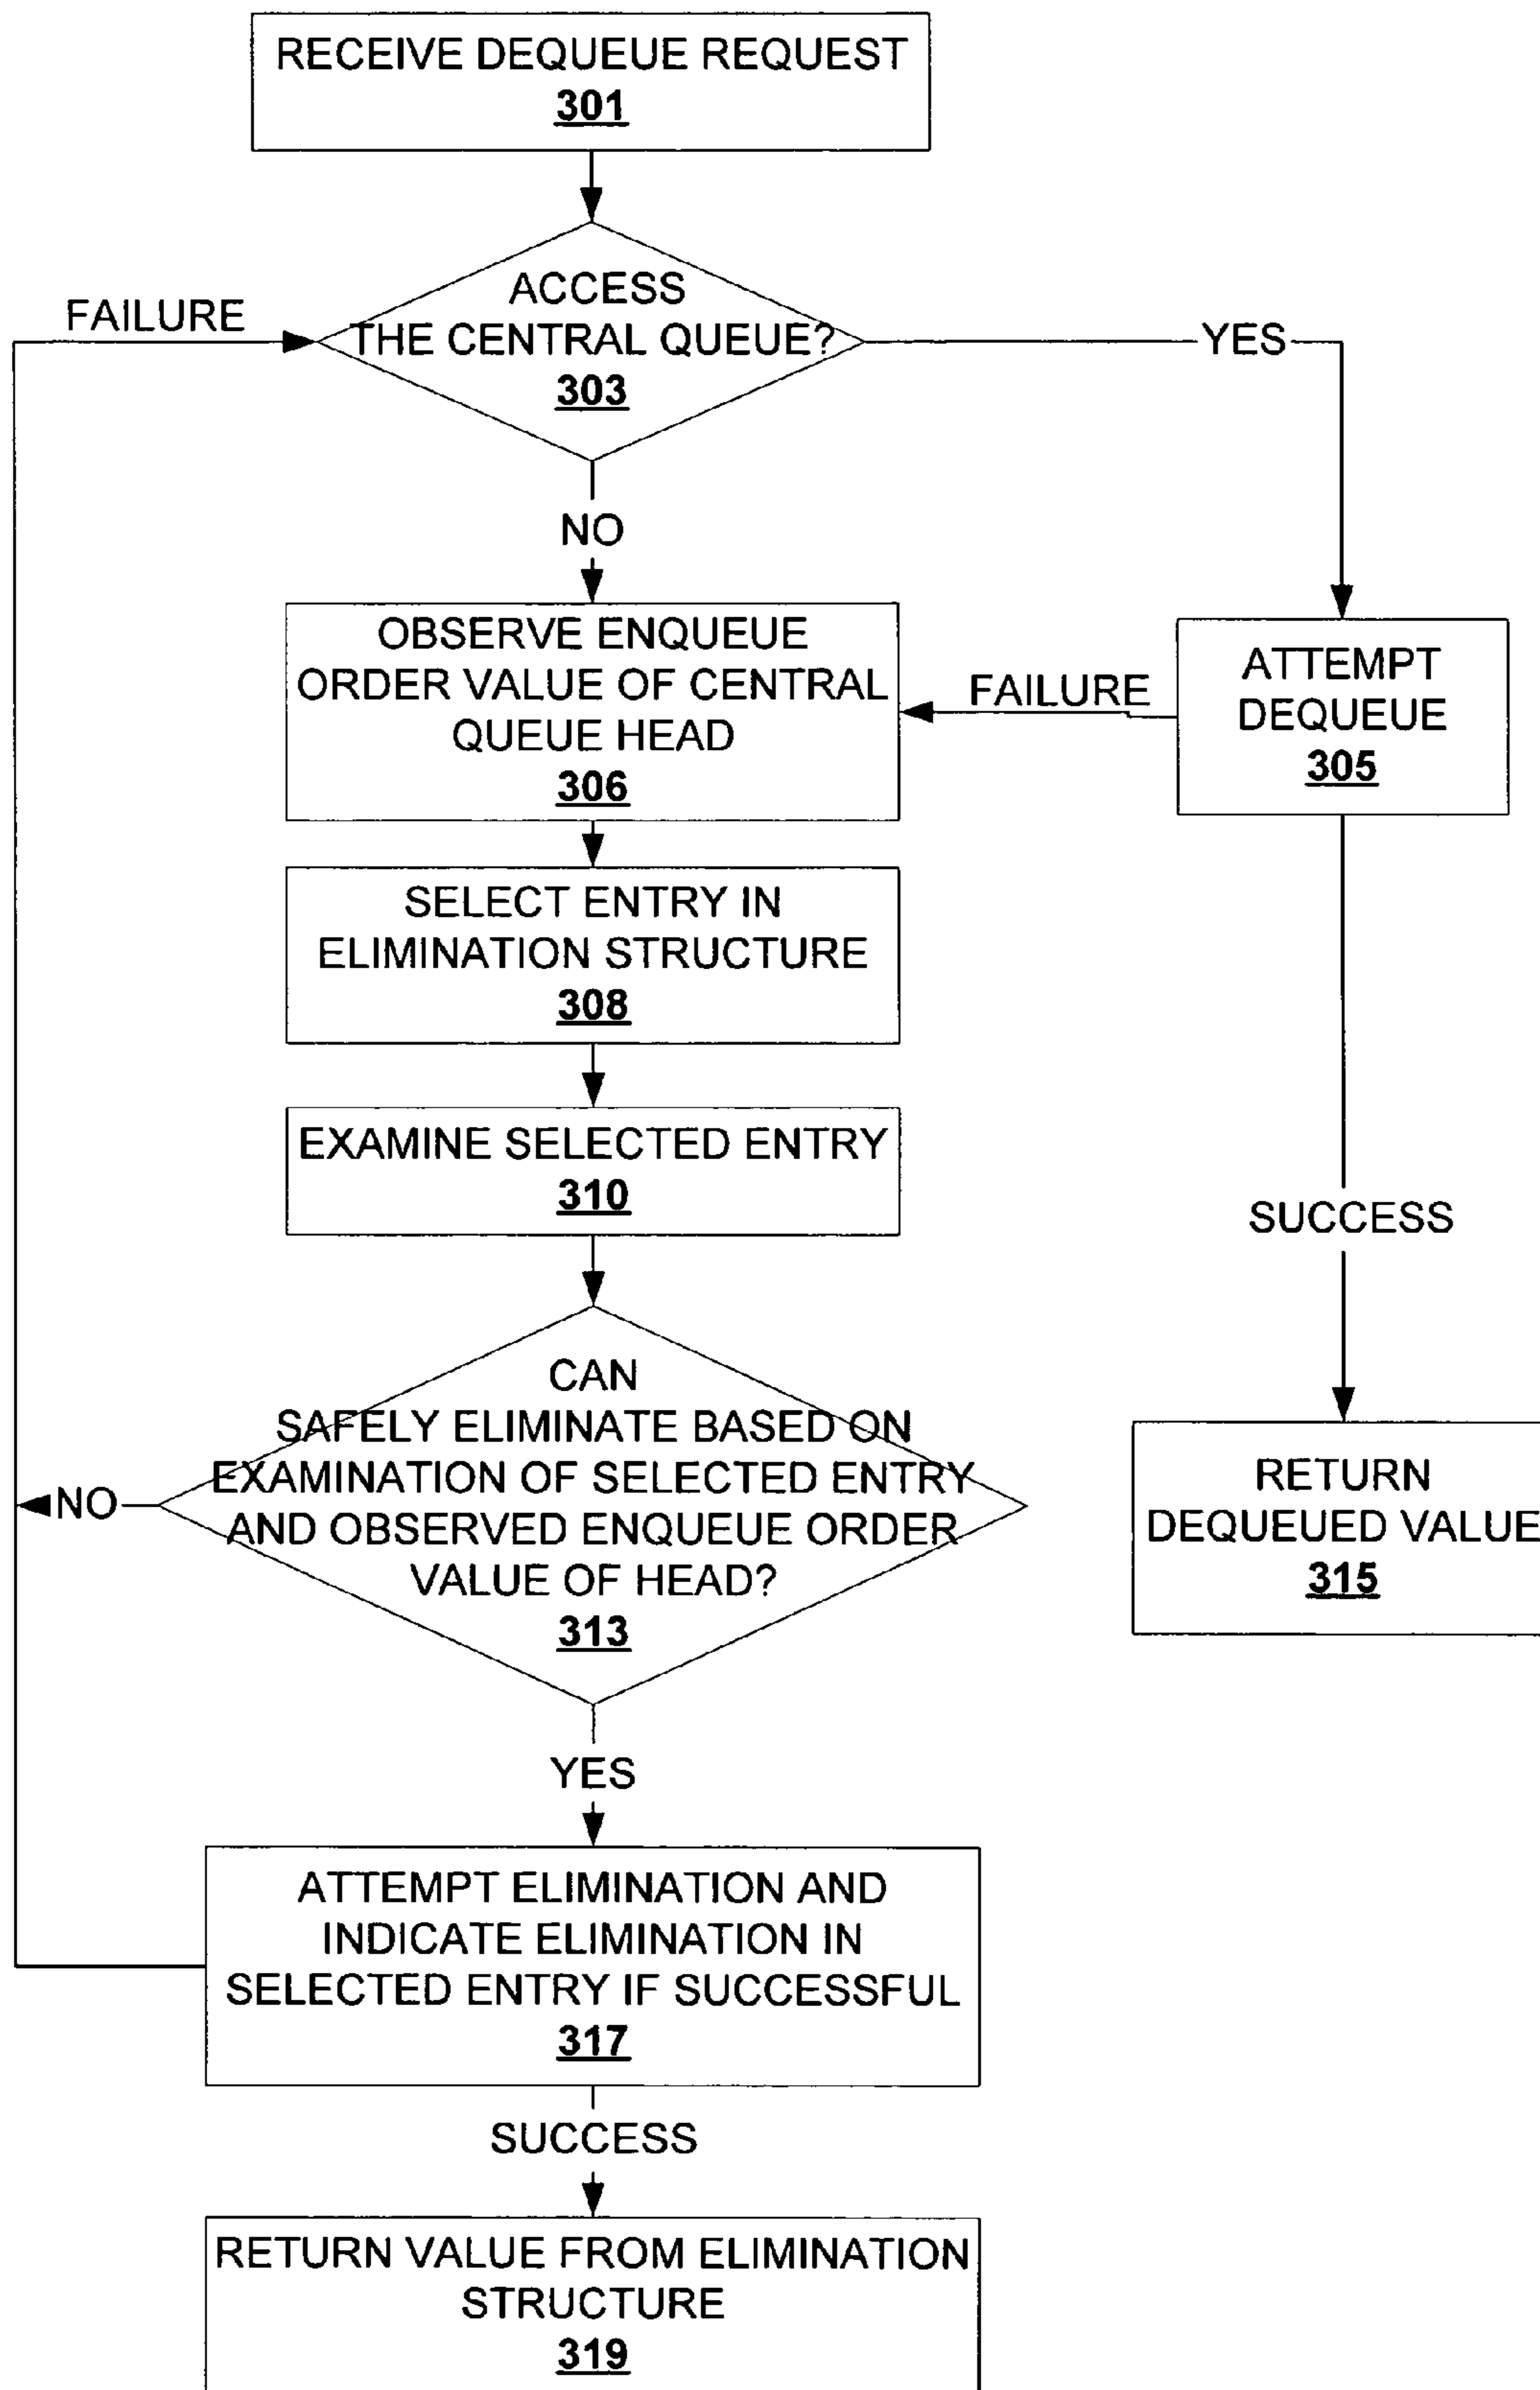 RECEIVE DEQUEUE REQUEST
301
ACCESS
THE CENTRAL QUEUE?
303
FAILURE
YES
NO
OBSERVE ENQUEUE
ORDER VALUE OF CENTRAL
QUEUE HEAD
306
FAILURE
ATTEMPT
DEQUEUE
305
SELECT ENTRY IN
ELIMINATION STRUCTURE
308
EXAMINE SELECTED ENTRY
310
SUCCESS
CAN
SAFELY ELIMINATE BASED ON
EXAMINATION OF SELECTED ENTRY
AND OBSERVED ENQUEUE ORDER
VALUE OF HEAD?
313
NO
RETURN
DEQUEUED VALUE
315
YES
ATTEMPT ELIMINATION AND
INDICATE ELIMINATION IN
SELECTED ENTRY IF SUCCESSFUL
317
SUCCESS
RETURN VALUE FROM ELIMINATION
STRUCTURE
319